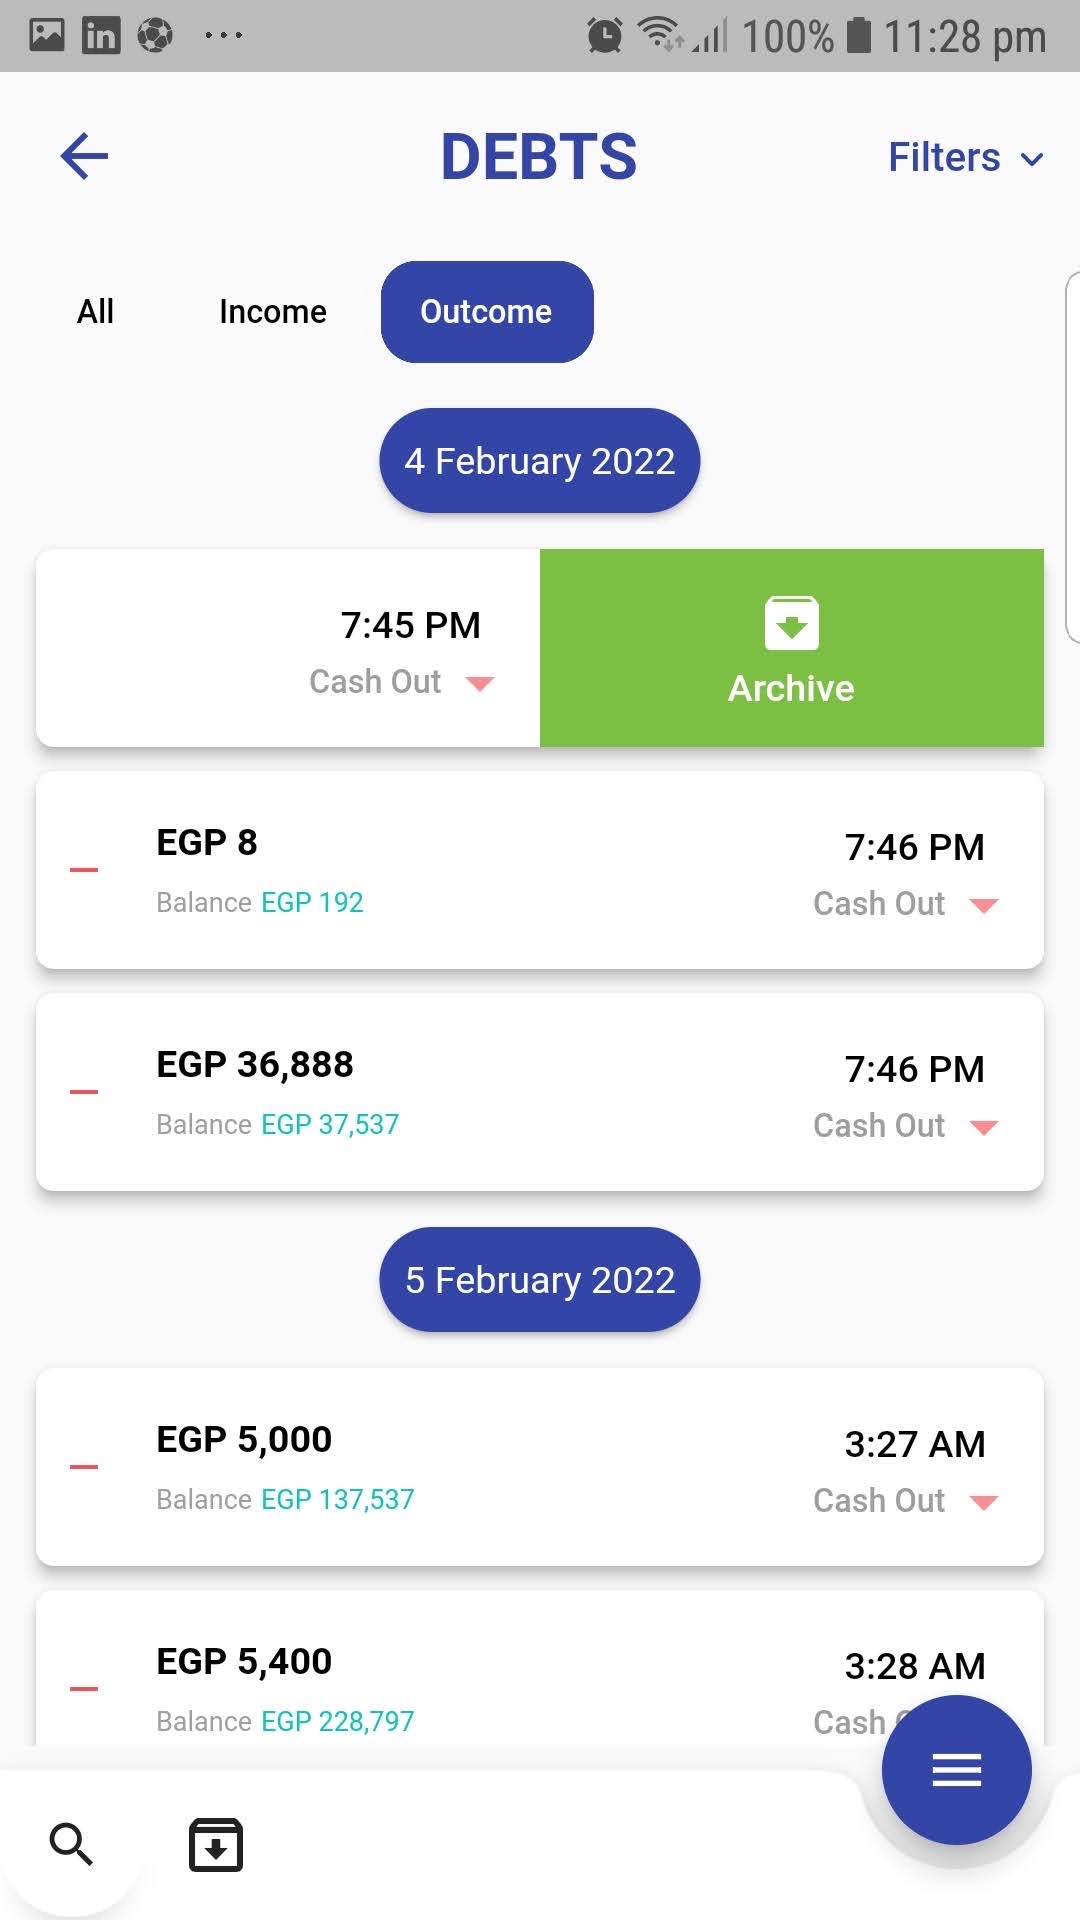 100% 11:28 pm
DEBTS
Filters
All
Income
Outcome
4 February 2022
7:45 PM
Cash Out
Archive
EGP 8
7:46 PM
Balance EGP 192
Cash Out
EGP 36,888
7:46 PM
Balance EGP 37,537
Cash Out
5 February 2022
EGP 5,000
3:27 AM
Balance EGP 137,537
Cash Out
EGP 5,400
3:28 AM
Balance EGP 228,797
Cash